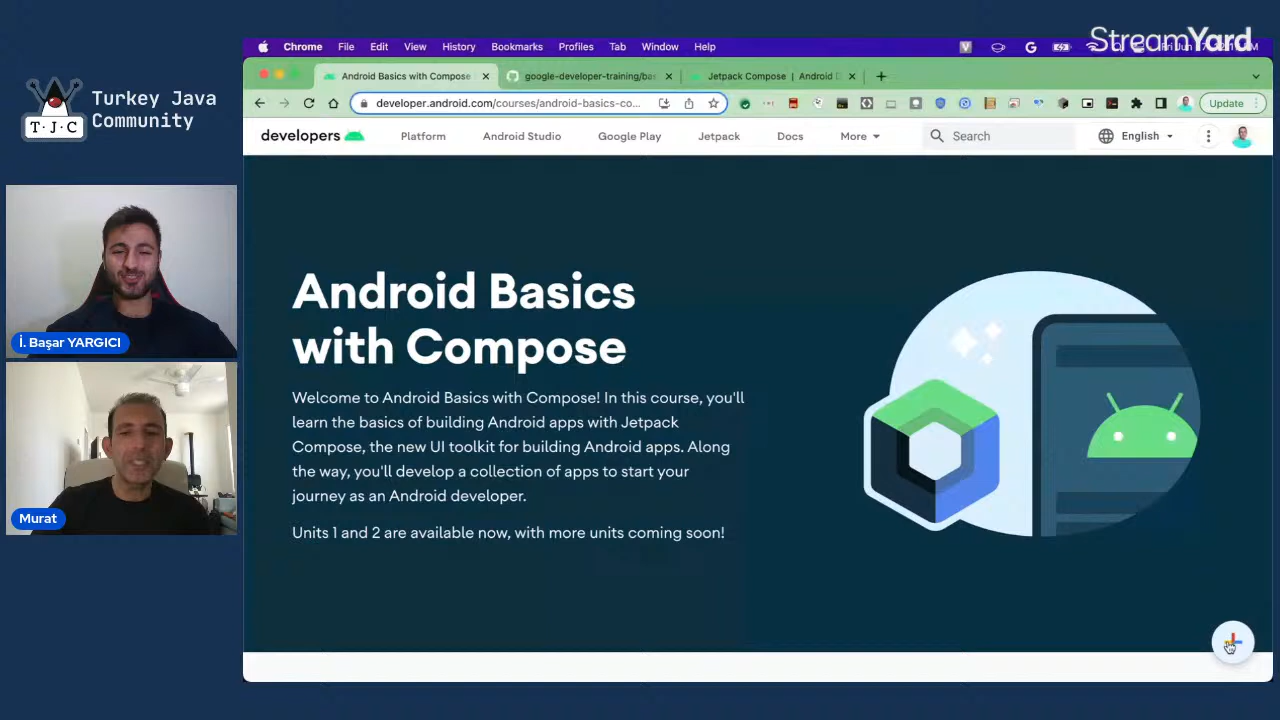 StreamYard
Chrome File Edit View History Bookmarks Profiles Tab Window Help
Turkey Java
Community
T·J·C
Android Basics with Compose
google-developer-training/bas
Jetpack Compose | Android D
developer.android.com/courses/android-basics-co...
Update
developers
Platform Android Studio Google Play Jetpack Docs More
Search
English
Android Basics
with Compose
Welcome to Android Basics with Compose! In this course, you'll
learn the basics of building Android apps with Jetpack
Compose, the new UI toolkit for building Android apps. Along
the way, you'll develop a collection of apps to start your
journey as an Android developer.
Units 1 and 2 are available now, with more units coming soon!
İ. Başar YARGICI
Murat